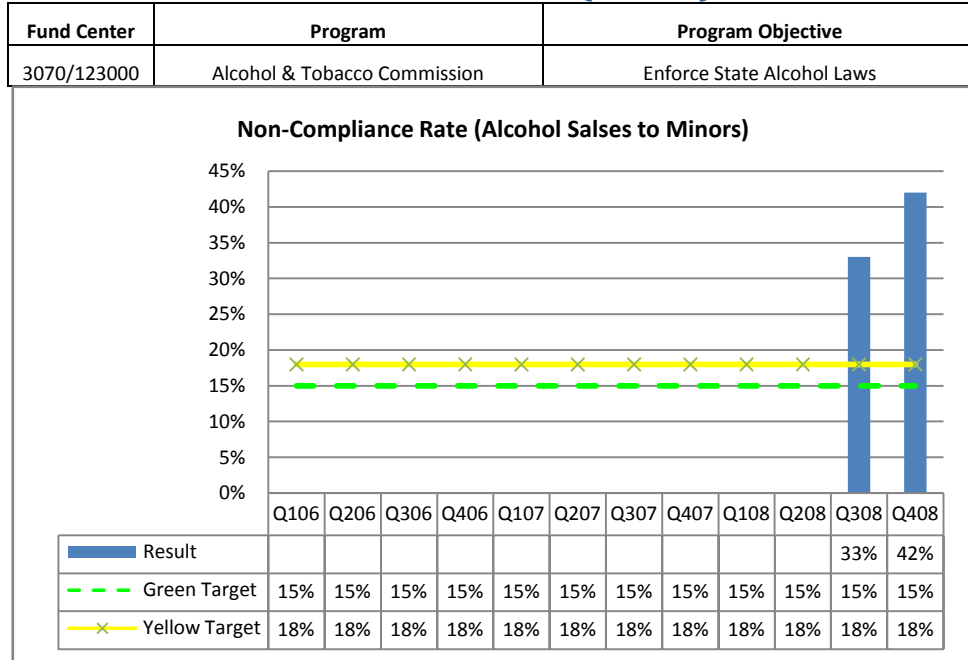 Fund Center Program Program Objective
3070/123000 Alcohol & Tobacco Commission Enforce State Alcohol Laws
Non-Compliance Rate (Alcohol Salses to Minors)
45%
40%
35%
30%
25%
20%
15%
10%
5%
0%
Q106 Q206 Q306 Q406 Q107 Q207 Q307 Q407 Q108 Q208 Q308 Q408
Result 33% 42%
Green Target 15% 15% 15% 15% 15% 15% 15% 15% 15% 15% 15% 15%
Yellow Target 18% 18% 18% 18% 18% 18% 18% 18% 18% 18% 18% 18%